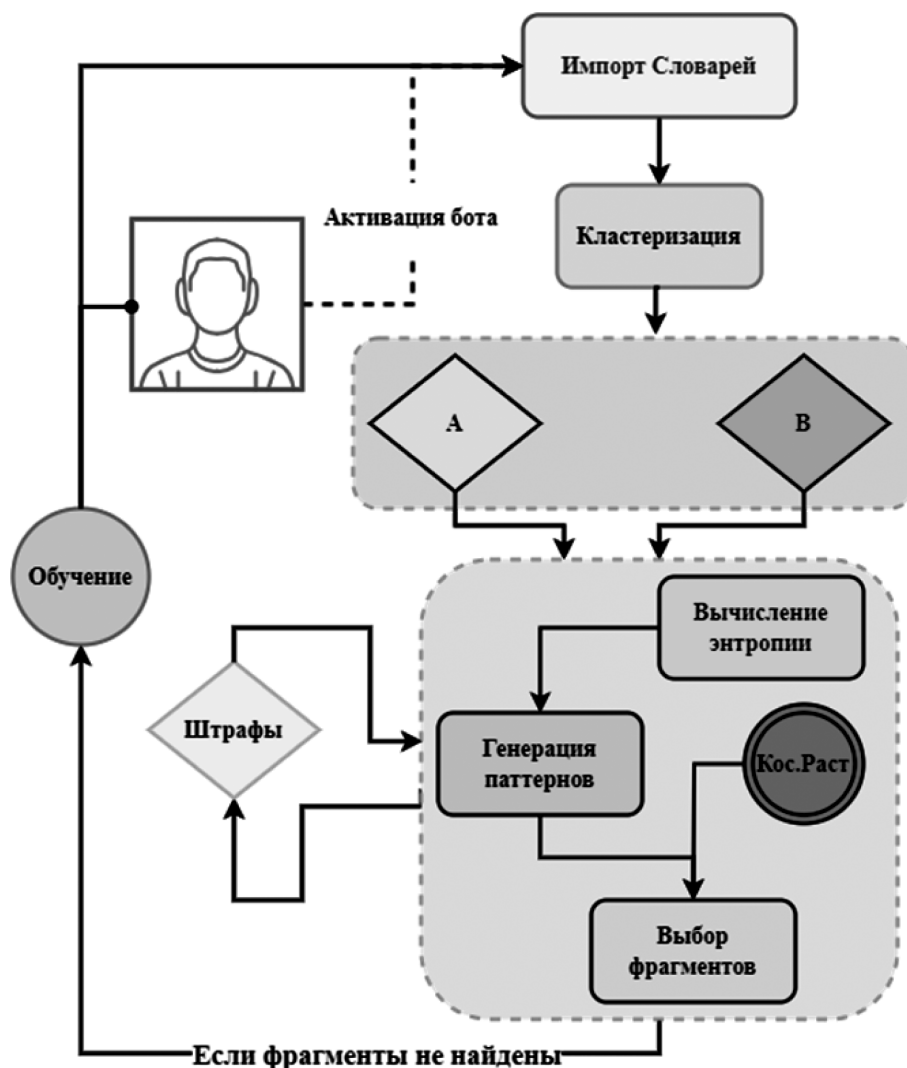 Импорт Словарей
Активация бота
Кластеризация
A
B
Обучение
Вычисление
энтропии
Штрафы
Генерация
паттернов
Кос.Раст
Выбор
фрагментов
Если фрагменты не найдены